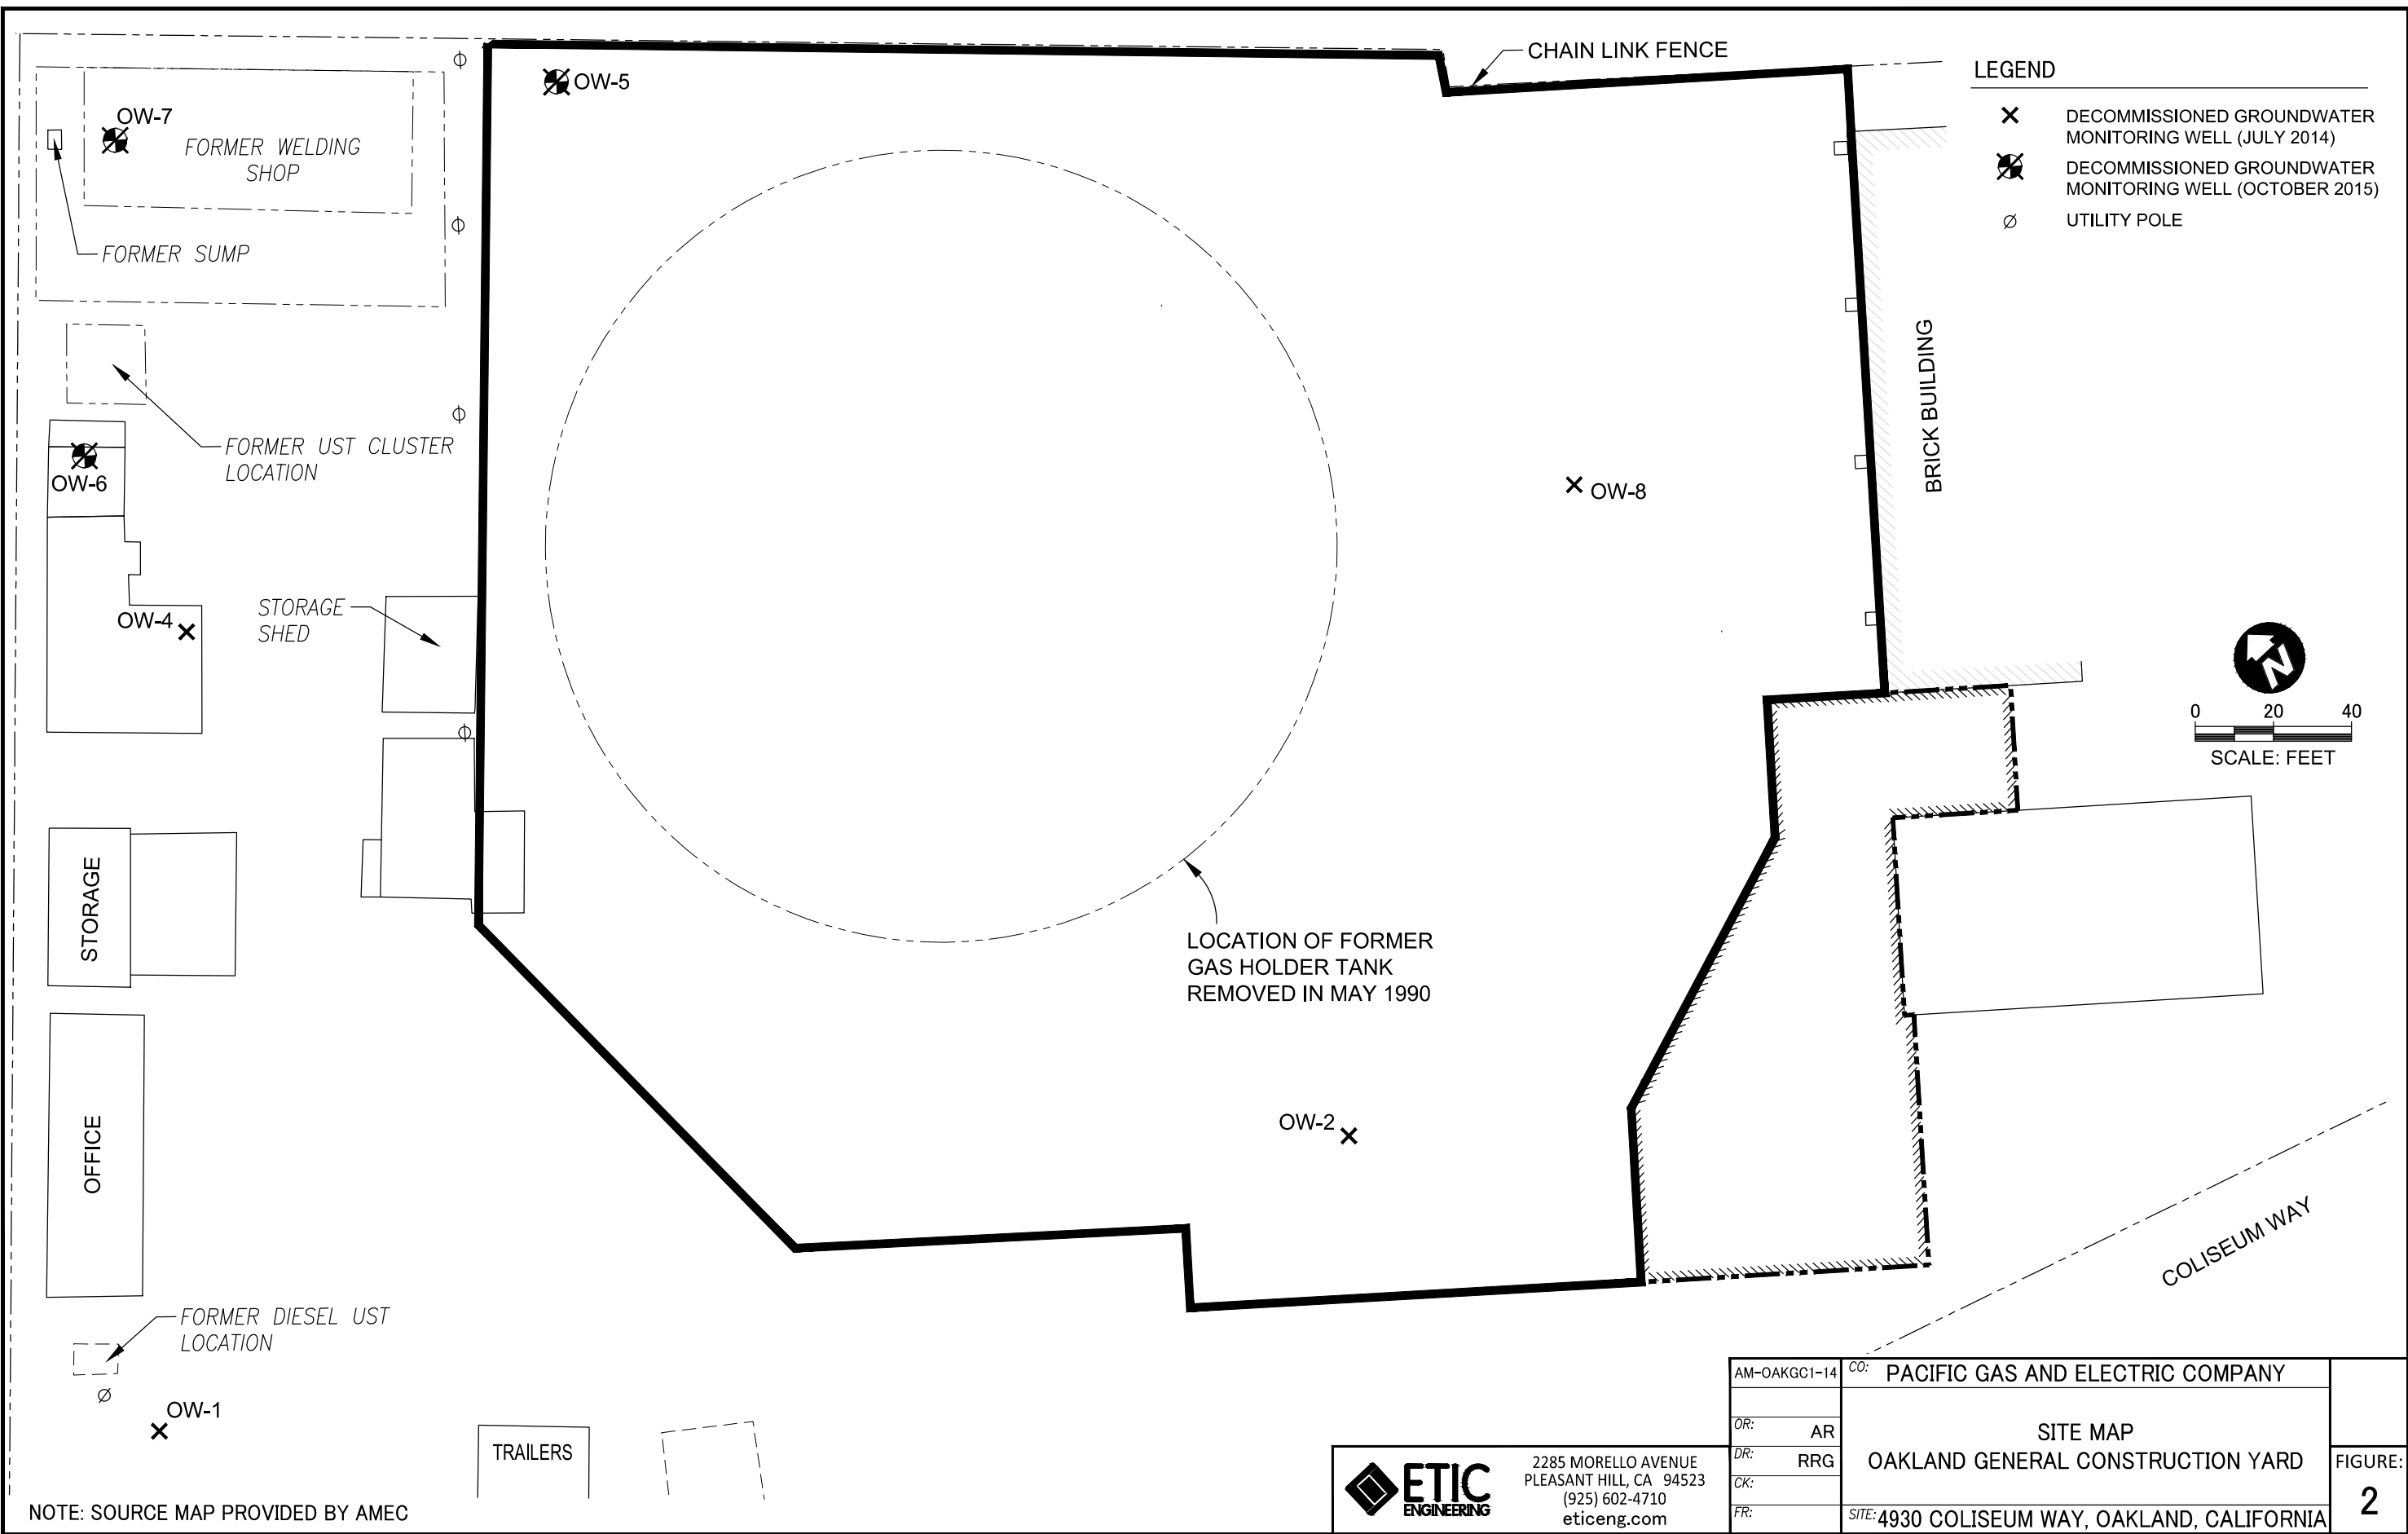 CHAIN LINK FENCE
LEGEND
DECOMMISSIONED GROUNDWATER
MONITORING WELL (JULY 2014)
DECOMMISSIONED GROUNDWATER
MONITORING WELL (OCTOBER 2015)
UTILITY POLE
OW-5
OW-7
FORMER WELDING
SHOP
FORMER SUMP
FORMER UST CLUSTER
LOCATION
OW-6
OW-8
BRICK BUILDING
OW-4
STORAGE
SHED
N
0 20 40
SCALE: FEET
STORAGE
LOCATION OF FORMER
GAS HOLDER TANK
REMOVED IN MAY 1990
OFFICE
OW-2
COLISEUM WAY
FORMER DIESEL UST
LOCATION
OW-1
TRAILERS
NOTE: SOURCE MAP PROVIDED BY AMEC
ETIC
ENGINEERING
2285 MORELLO AVENUE
PLEASANT HILL, CA 94523
(925) 602-4710
eticeng.com
AM-OAKGC1-14
OR: AR
DR: RRG
CK:
FR:
CO: PACIFIC GAS AND ELECTRIC COMPANY
SITE MAP
OAKLAND GENERAL CONSTRUCTION YARD
SITE: 4930 COLISEUM WAY, OAKLAND, CALIFORNIA
FIGURE:
2